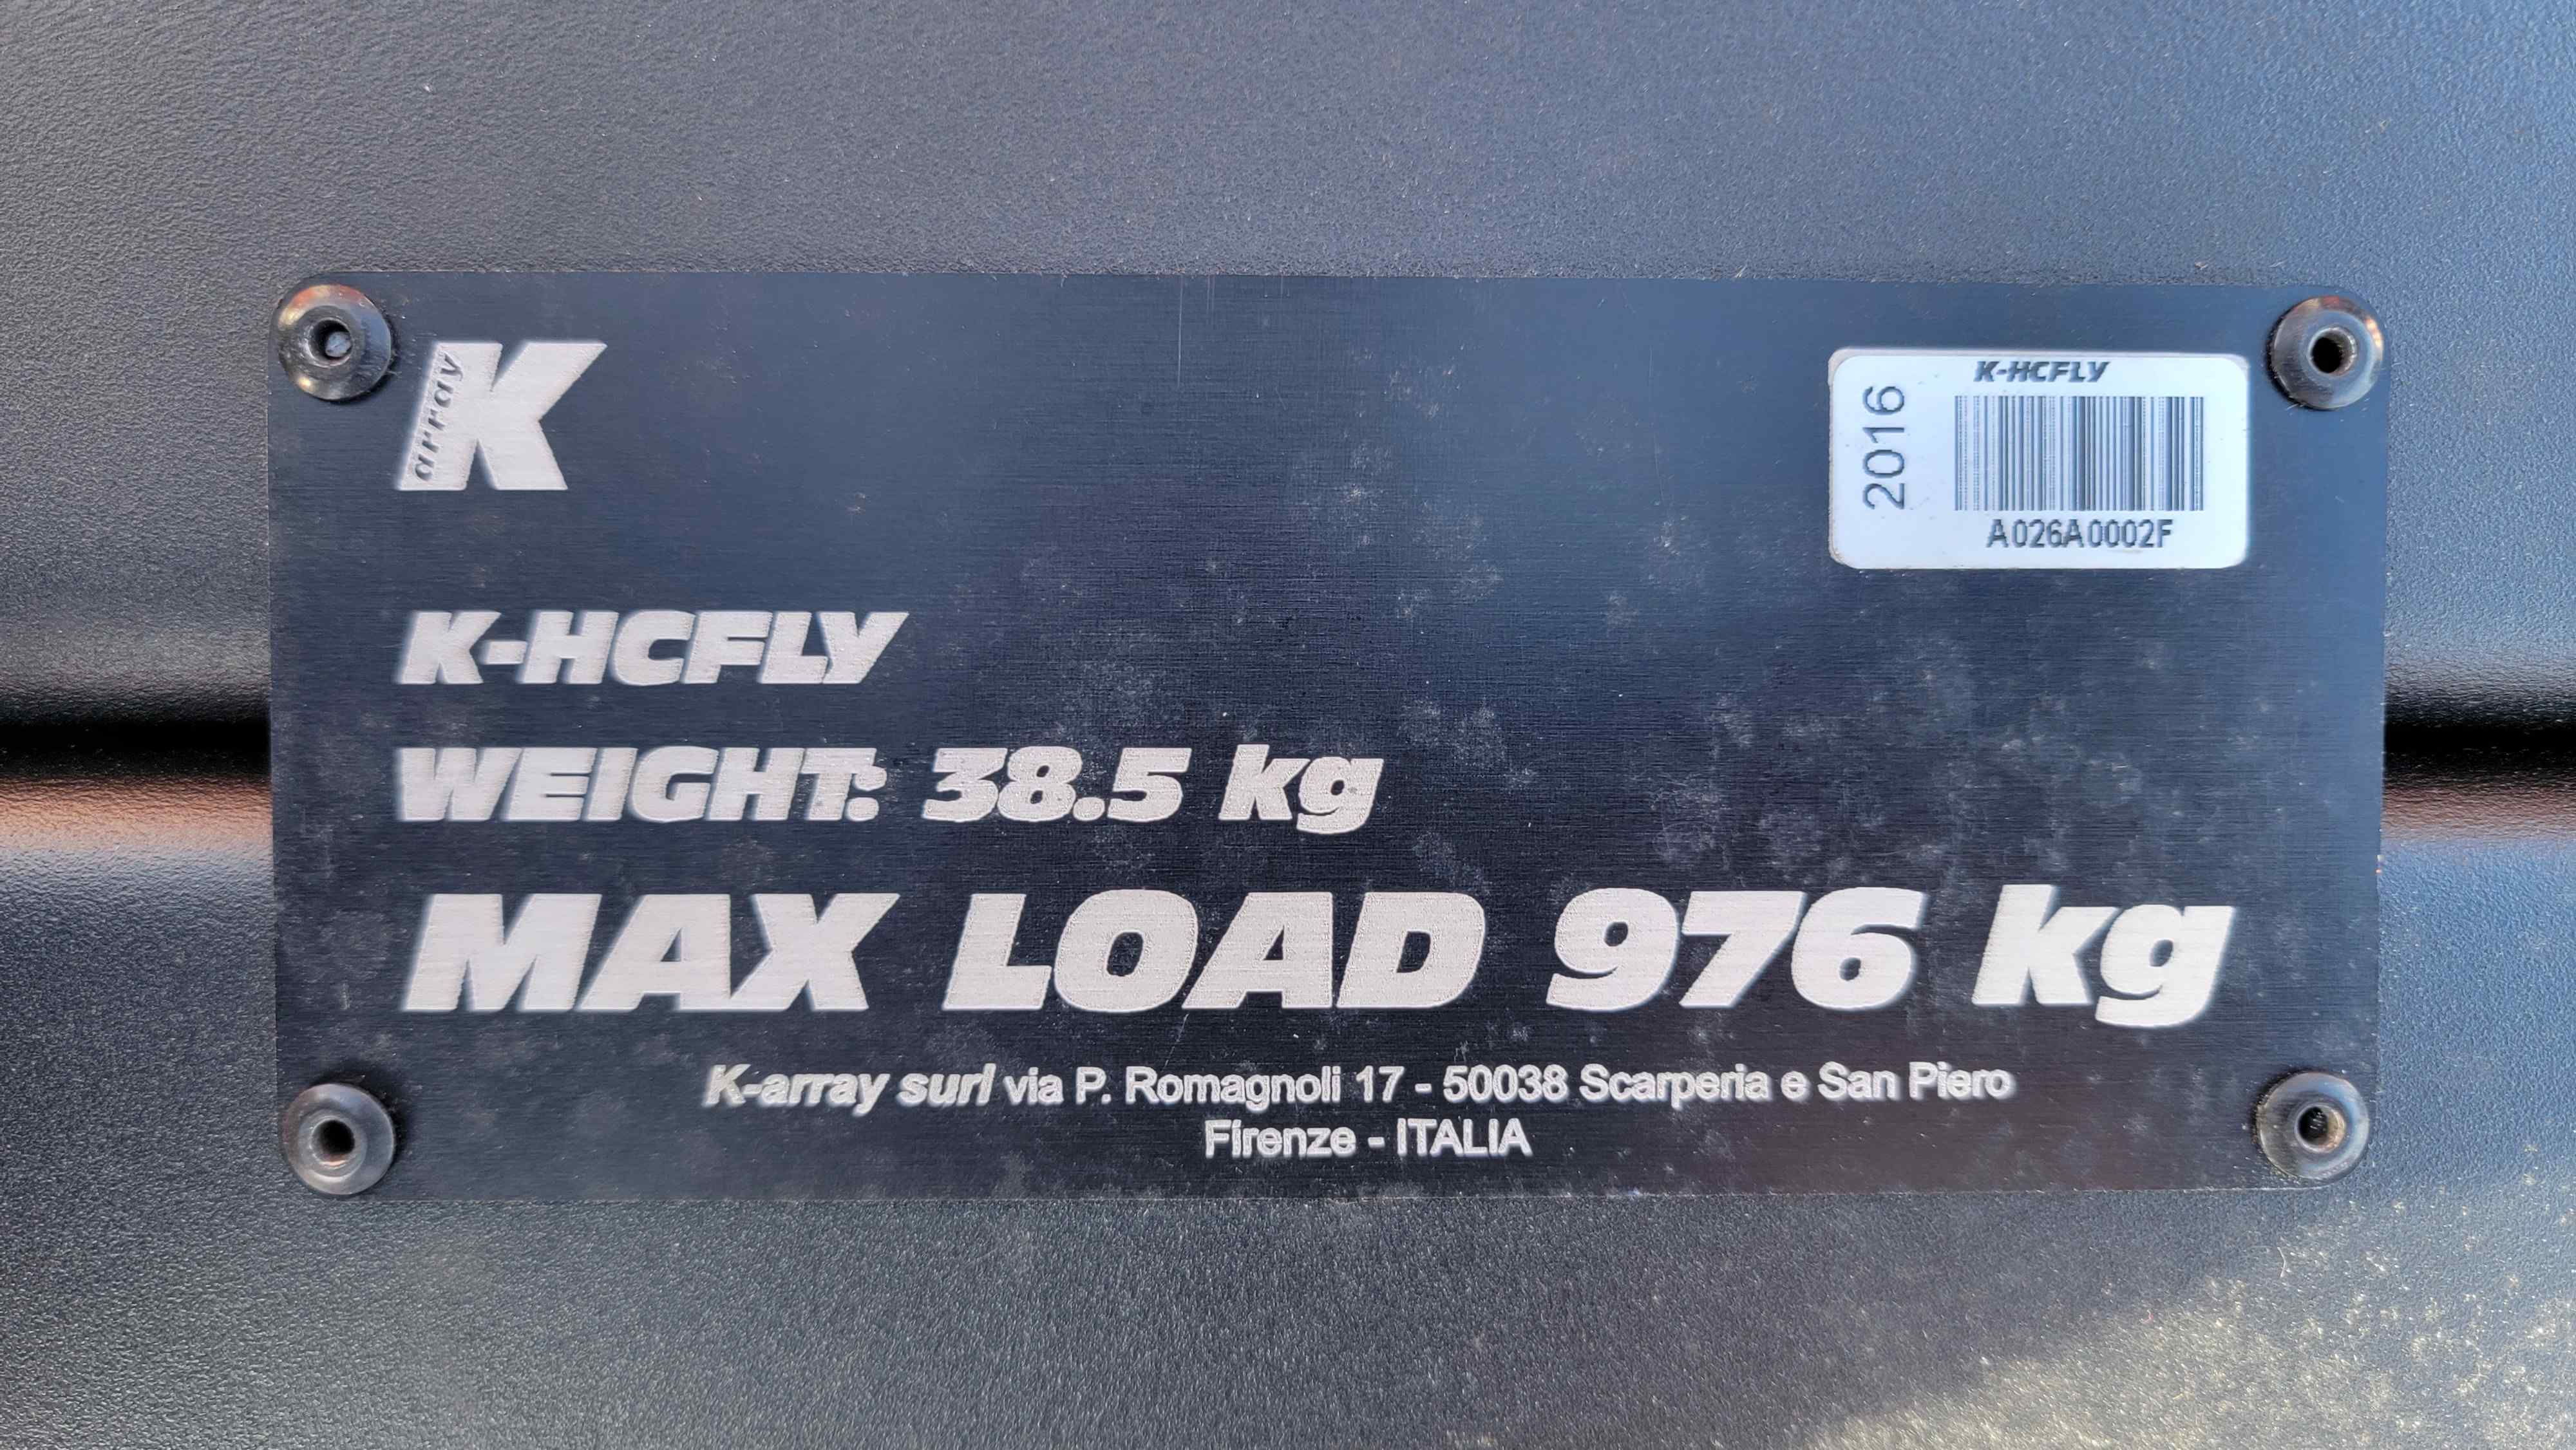 K array
K-HCFLY
2016
A026A0002F
K-HCFLY
WEIGHT: 38.5 kg
MAX LOAD 976 kg
K-array surl via P. Romagnoli 17 - 50038 Scarperia e San Piero
Firenze - ITALIA